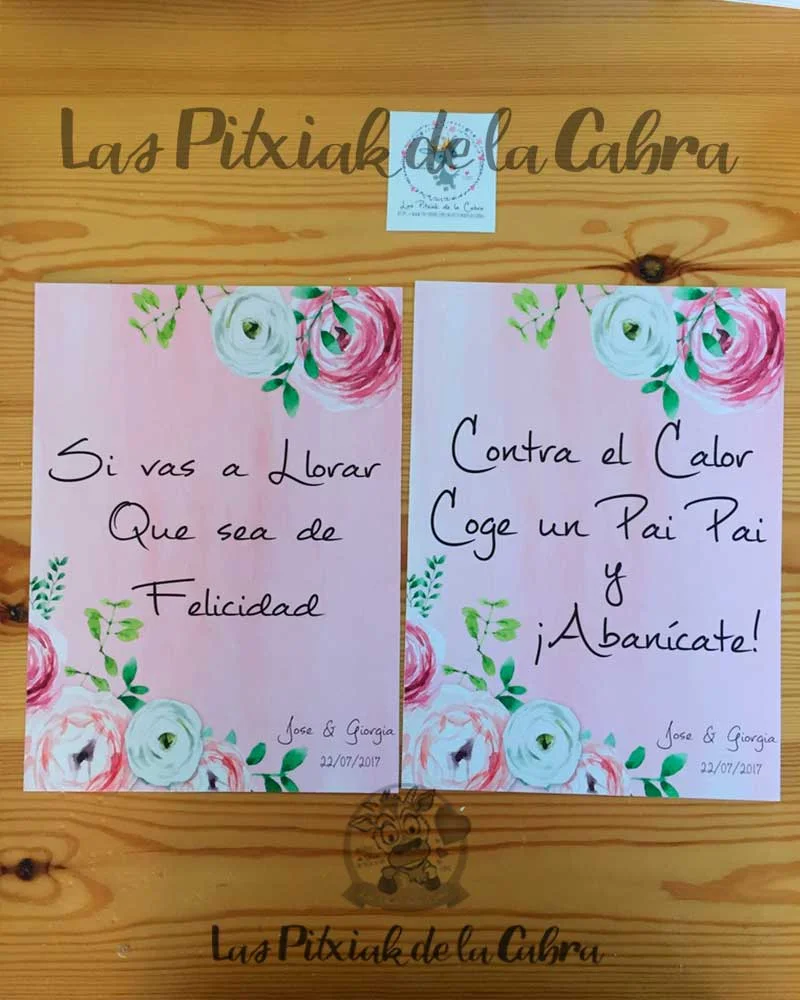 Las Pitxiak de la Cabra
Las Pitxiak de la Cabra
Si vas a Llorar
Que sea de
Felicidad
Jose & Giorgia
22/07/2017
Contra el Calor
Coge un Pai Pai
y
¡Abanícate!
Jose & Giorgia
22/07/2017
Las Pitxiak de la Cabra